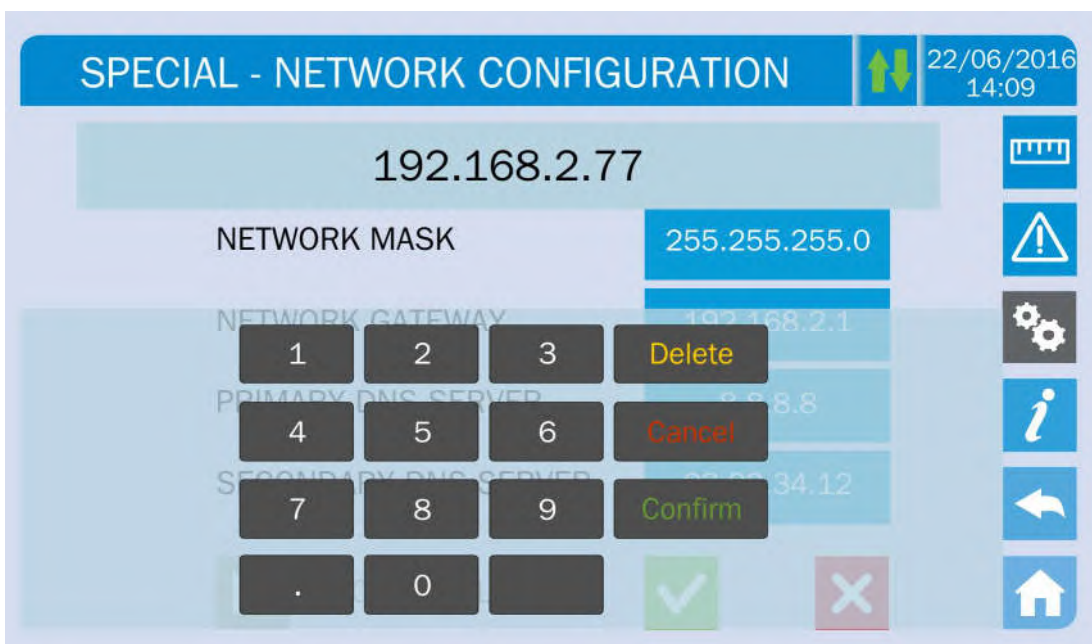 SPECIAL - NETWORK CONFIGURATION
22/06/2016
14:09
192.168.2.77
NETWORK MASK
255.255.255.0
NETWORK GATEWAY
192.168.2.1
1 2 3 Delete
PRIMARY DNS SERVER
8.8.8.8
4 5 6 Cancel
SECONDARY DNS SERVER
34.12
7 8 9 Confirm
. 0